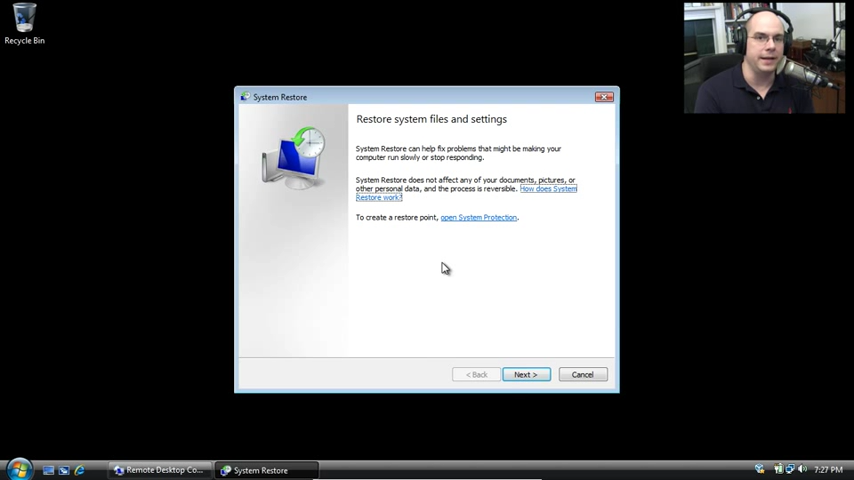 Recycle Bin
System Restore
Restore system files and settings
System Restore can help fix problems that might be making your
computer run slowly or stop responding.
System Restore does not affect any of your documents, pictures, or
other personal data, and the process is reversible. How does System
Restore work?
To create a restore point, open System Protection.
< Back
Next >
Cancel
Remote Desktop Co...
System Restore
7:27 PM